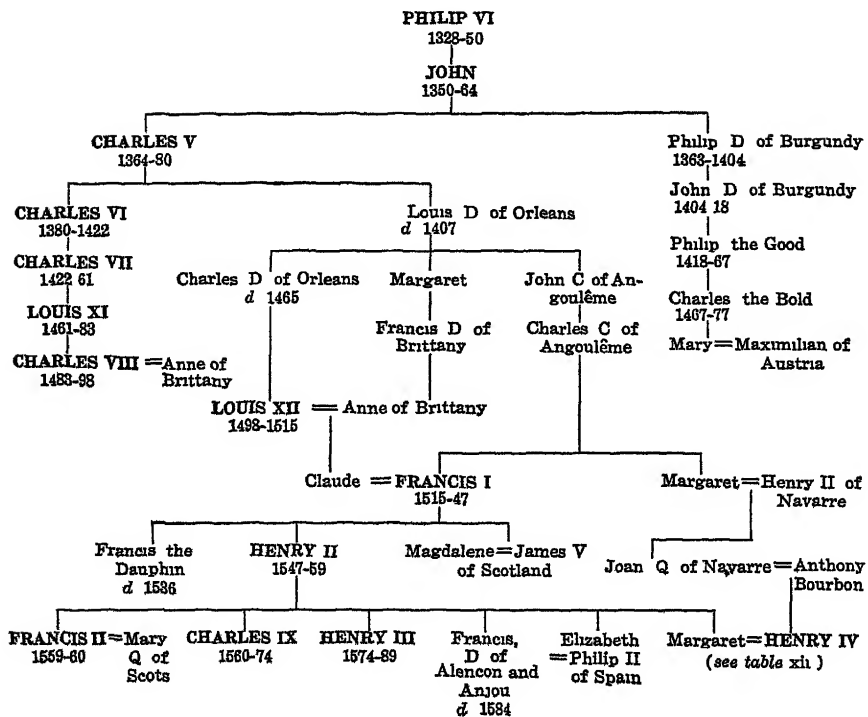 PHILIP VI
1328-50
JOHN
1350-64
CHARLES V
1364-80
Philip D of Burgundy
1363-1404
CHARLES VI
1380-1422
Louis D of Orleans
d 1407
John D of Burgundy
1404 18
CHARLES VII
1422 61
Charles D of Orleans
d 1465
Margaret
John C of An-
goulême
Philip the Good
1418-67
LOUIS XI
1461-83
Francis D of
Brittany
Charles C of
Angoulême
Charles the Bold
1467-77
CHARLES VIII = Anne of
1483-98 Brittany
Mary = Maximilian of
Austria
LOUIS XII = Anne of Brittany
1498-1515
Claude = FRANCIS I
1515-47
Margaret = Henry II of
Navarre
Francis the
Dauphin
d 1536
HENRY II
1547-59
Magdalene = James V
of Scotland
Joan Q of Navarre = Anthony
Bourbon
FRANCIS II = Mary
1559-60 Q of
Scots
CHARLES IX
1560-74
HENRY III
1574-89
Francis,
D of
Alencon and
Anjou
d 1584
Elizabeth
= Philip II
of Spain
Margaret = HENRY IV
(see table xii)